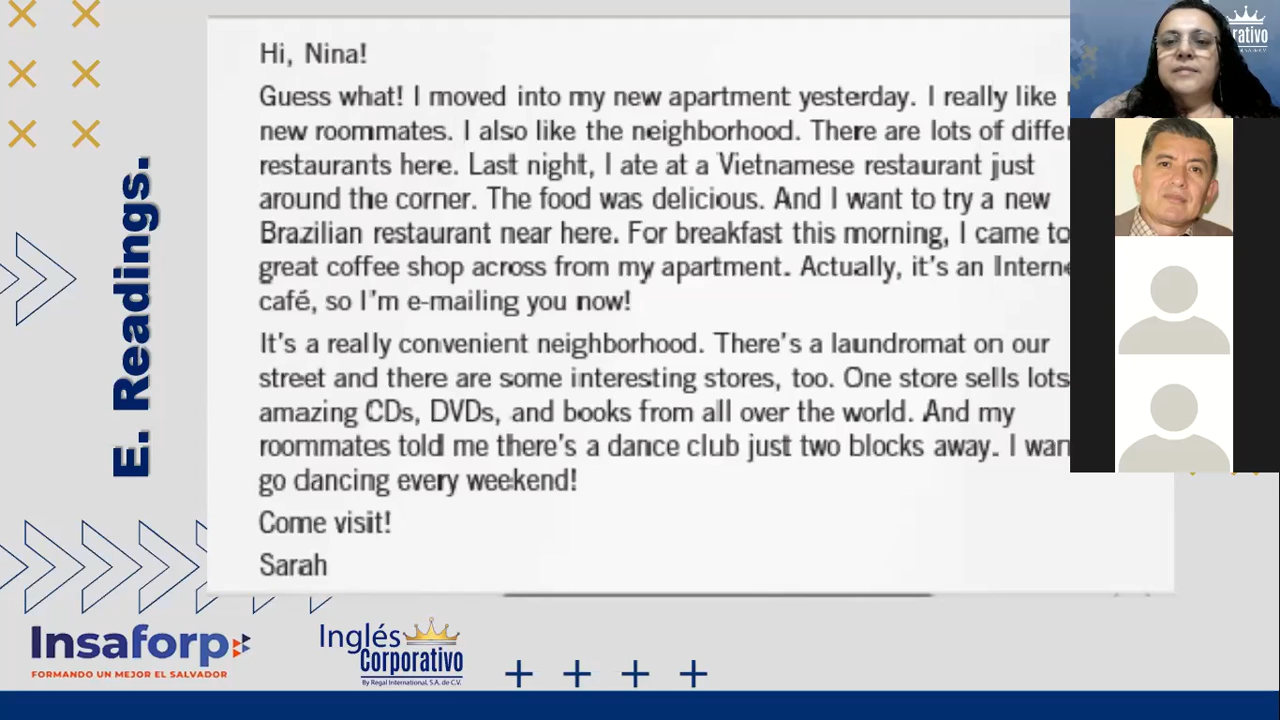 Hi, Nina!
Guess what! I moved into my new apartment yesterday. I really like
new roommates. I also like the neighborhood. There are lots of
restaurants here. Last night, I ate at a Vietnamese restaurant just
around the corner. The food was delicious. And I want to try a new
Brazilian restaurant near here. For breakfast this morning, I came to
great coffee shop across from my apartment. Actually, it's an
café, so I'm e-mailing you now!
It's a really convenient neighborhood. There's a laundromat on our
street and there are some interesting stores, too. One store sells lots
amazing CDs, DVDs, and books from all over the world. And my
roommates told me there's a dance club just two blocks away. I
go dancing every weekend!
Come visit!
Sarah
E. Readings.
Insaforp
FORMANDO UN MEJOR EL SALVADOR
Inglés
Corporativo
By Regal International, S.A. de C.V.